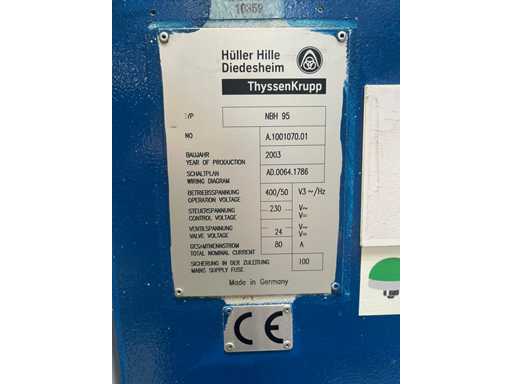 10359
Hüller Hille
Diedesheim
ThyssenKrupp
TYP NBH 95
NO A.1001070.01
BAUJAHR 2003
YEAR OF PRODUCTION
SCHALTPLAN AD.0064.1786
WIRING DIAGRAM
BETRIEBSSPANNUNG 400/50 V3~/Hz
OPERATION VOLTAGE
STEUERSPANNUNG 230 V~
CONTROL VOLTAGE V=
VENTILSPANNUNG V~
VALVE VOLTAGE 24 V=
GESAMTNENNSTROM 80 A
TOTAL NOMINAL CURRENT
SICHERUNG IN DER ZULEITUNG 100
MAINS SUPPLY FUSE
Made in Germany
CE